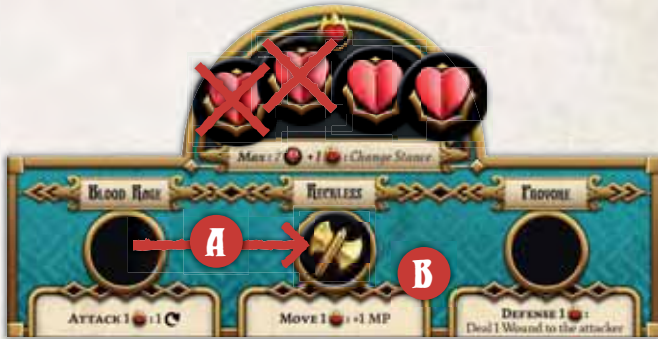 Max: 7 +1 : Change Stance
Blood Rage
Reckless
Provoke
A
B
Attack 1 : 1
Move 1 : +1 MP
Defense 1 :
Deal 1 Wound to the attacker